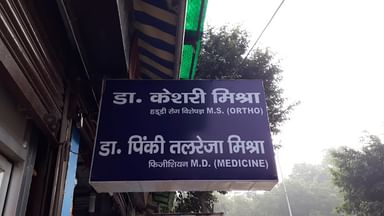 डा. केशरी मिश्रा
हड्डी रोग विशेषज्ञ M.S. (ORTHO)
डा. पिंकी तलरेजा मिश्रा
फिजीशियन M.D. (MEDICINE)